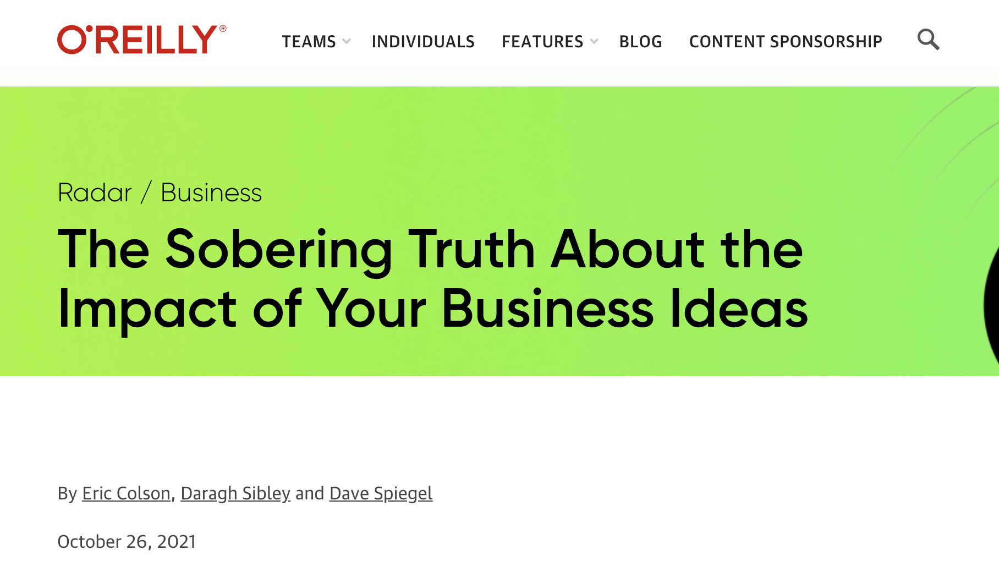 O'REILLY®
TEAMS INDIVIDUALS FEATURES BLOG CONTENT SPONSORSHIP
Radar / Business
The Sobering Truth About the
Impact of Your Business Ideas
By Eric Colson, Daragh Sibley and Dave Spiegel
October 26, 2021